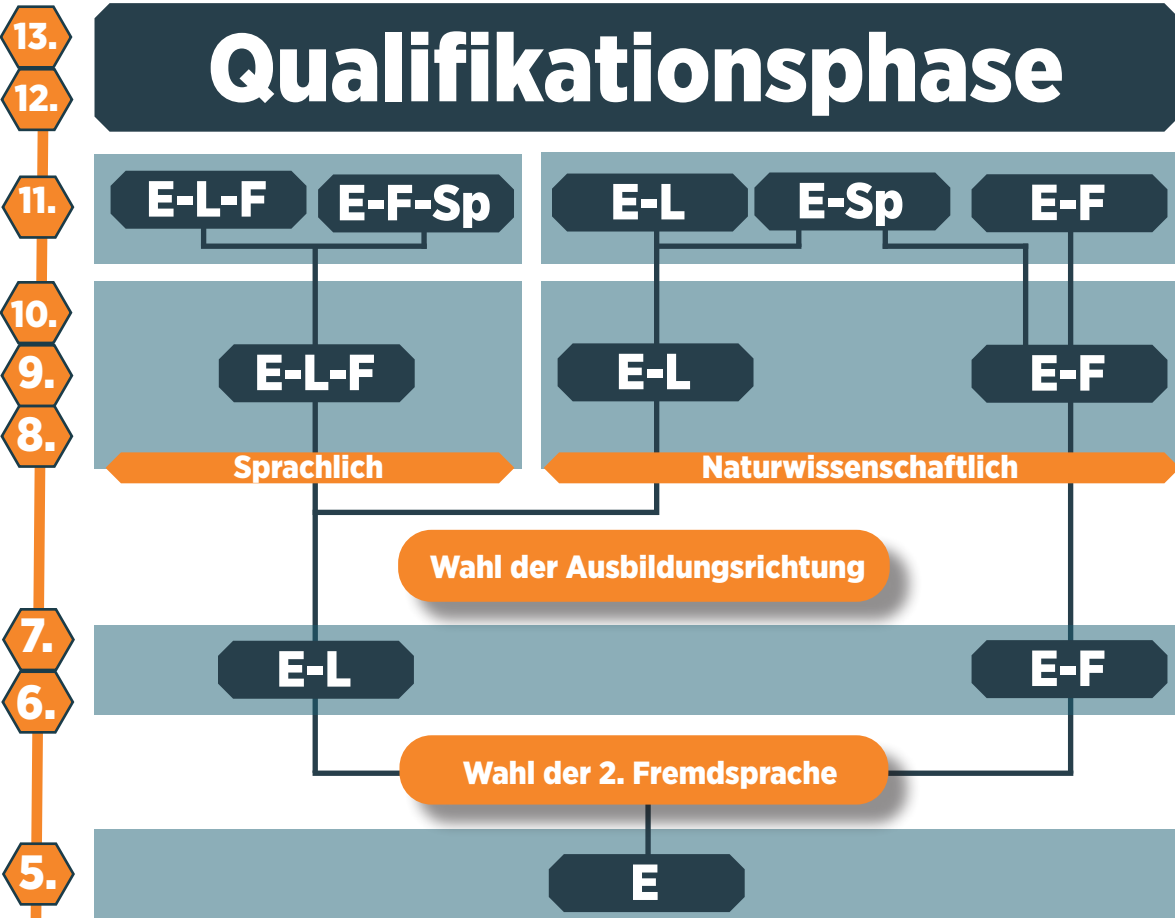 13.
Qualifikationsphase
12.
11.
E-L-F
E-F-Sp
E-L
E-Sp
E-F
10.
9.
E-L-F
E-L
E-F
8.
Sprachlich
Naturwissenschaftlich
Wahl der Ausbildungsrichtung
7.
E-L
E-F
6.
Wahl der 2. Fremdsprache
5.
E